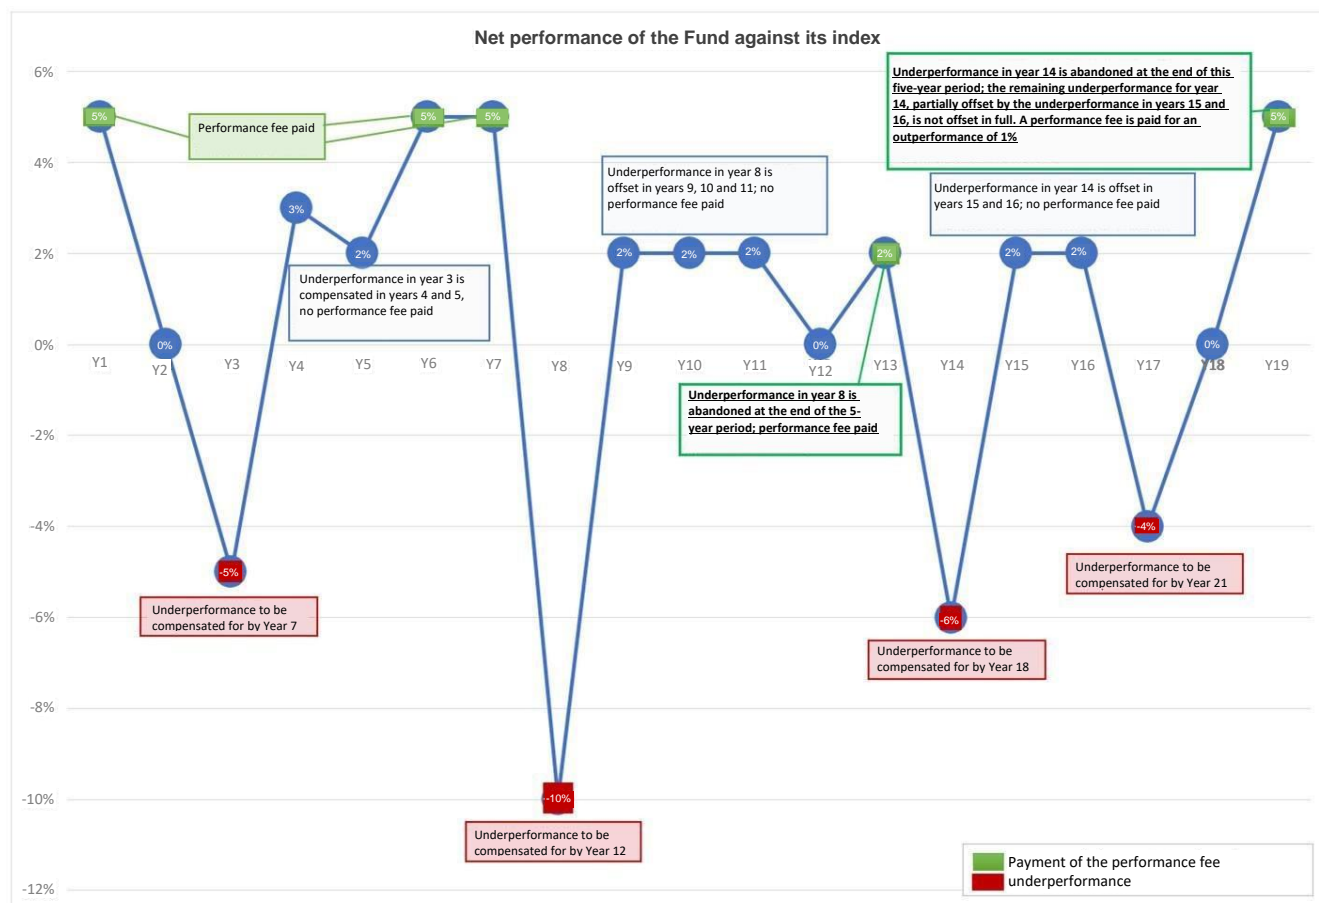 Net performance of the Fund against its index
6%
4%
2%
0%
-2%
-4%
-6%
-8%
-10%
-12%
5%
0%
-5%
3%
2%
5%
5%
-10%
2%
2%
2%
0%
2%
-6%
2%
2%
-4%
0%
5%
Y1
Y2
Y3
Y4
Y5
Y6
Y7
Y8
Y9
Y10
Y11
Y12
Y13
Y14
Y15
Y16
Y17
Y18
Y19
Performance fee paid
Underperformance in year 3 is
compensated in years 4 and 5,
no performance fee paid
Underperformance to be
compensated for by Year 7
Underperformance in year 8 is
offset in years 9, 10 and 11; no
performance fee paid
Underperformance to be
compensated for by Year 12
Underperformance in year 8 is
abandoned at the end of the 5-
year period; performance fee paid
Underperformance in year 14 is abandoned at the end of this
five-year period; the remaining underperformance for year
14, partially offset by the underperformance in years 15 and
16, is not offset in full. A performance fee is paid for an
outperformance of 1%
Underperformance in year 14 is offset in
years 15 and 16; no performance fee paid
Underperformance to be
compensated for by Year 18
Underperformance to be
compensated for by Year 21
Payment of the performance fee
underperformance